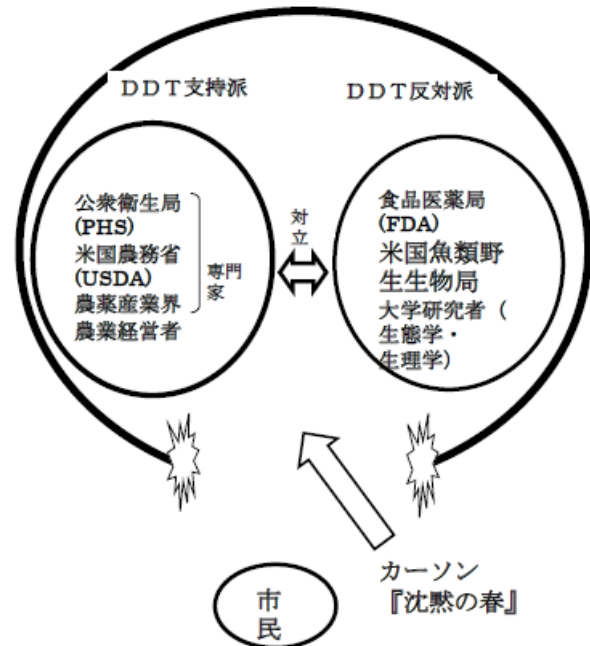 DDT支持派
DDT反対派
公衆衛生局
(PHS)
米国農務省
(USDA)
農薬産業界
農業経営者
専門
家
対
立
食品医薬局
(FDA)
米国魚類野
生生物局
大学研究者(
生態学・
生理学)
カーソン
『沈黙の春』
市
民